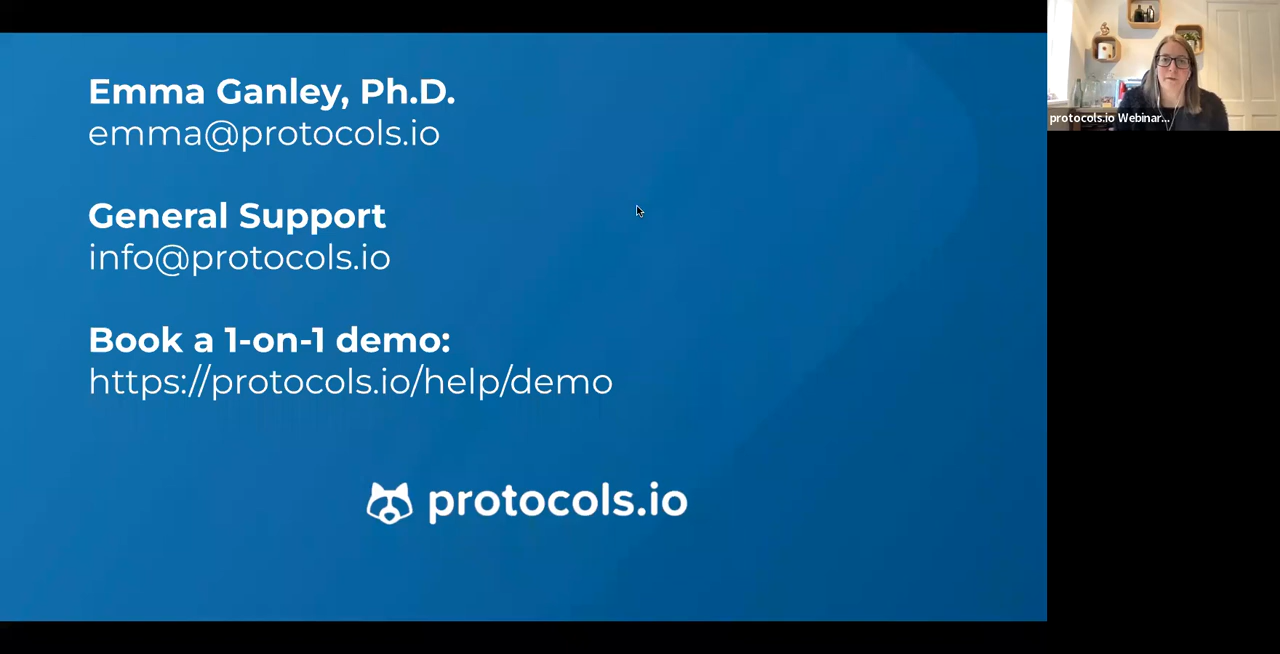 Emma Ganley, Ph.D.
emma@protocols.io
General Support
info@protocols.io
Book a 1-on-1 demo:
https://protocols.io/help/demo
protocols.io
protocols.io Webinar...